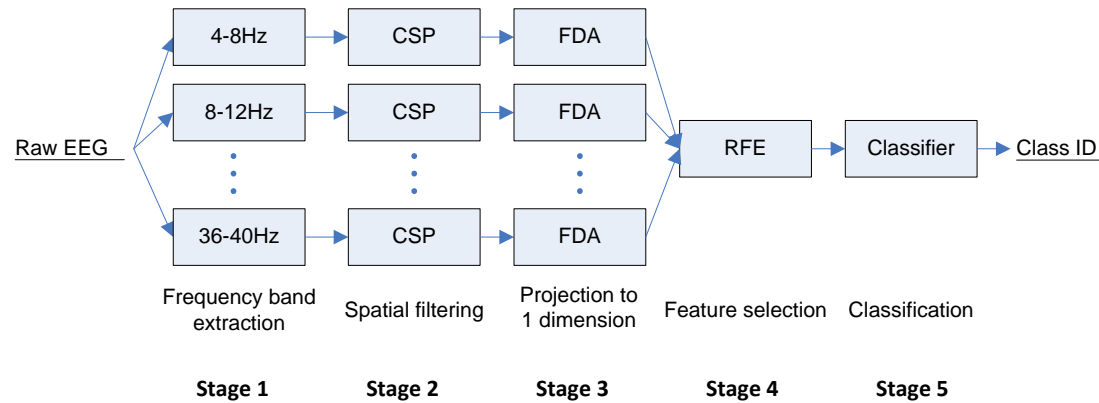 4-8Hz
CSP
FDA
8-12Hz
CSP
FDA
Raw EEG
RFE
Classifier
Class ID
36-40Hz
CSP
FDA
Frequency band
extraction
Spatial filtering
Projection to
1 dimension
Feature selection
Classification
Stage 1
Stage 2
Stage 3
Stage 4
Stage 5